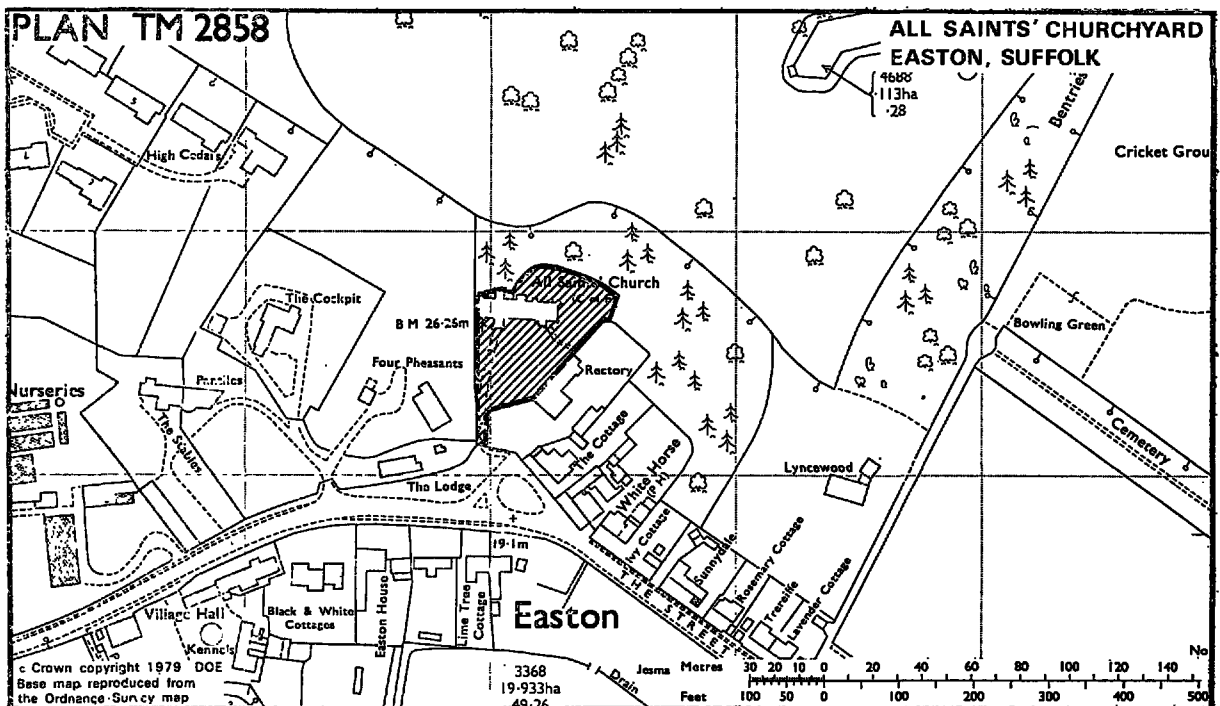 PLAN TM 2858
ALL SAINTS' CHURCHYARD
EASTON, SUFFOLK
4688
·113ha
·28
Bentries
Cricket Grou
High Cedars
5
All Saints' Church
The Cockpit
B M 26·26m
Four Pheasants
Bowling Green
Rectory
Nurseries
The Stables
The Cottage
White Horse
(P H)
Cemetery
Lyncewood
The Lodge
19·1m
Ivy Cottage
Sunnydale
Rosemary Cottage
Trereife
Lavender Cottage
THE STREET
Village Hall
Black & White
Cottages
Easton House
Lime Tree
Cottage
Easton
Kennels
c Crown copyright 1979 DOE
Base map reproduced from
the Ordnance Survey map
3368
19·933ha
49·26
Drain
Metres 30 20 10 0 20 40 60 80 100 120 140
No
Feet 100 50 0 100 200 300 400 500